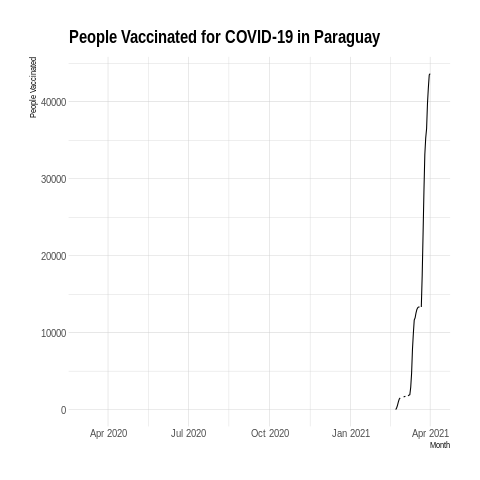 People Vaccinated for COVID-19 in Paraguay
People Vaccinated
40000
30000
20000
10000
0
Apr 2020 Jul 2020 Oct 2020 Jan 2021 Apr 2021
Month